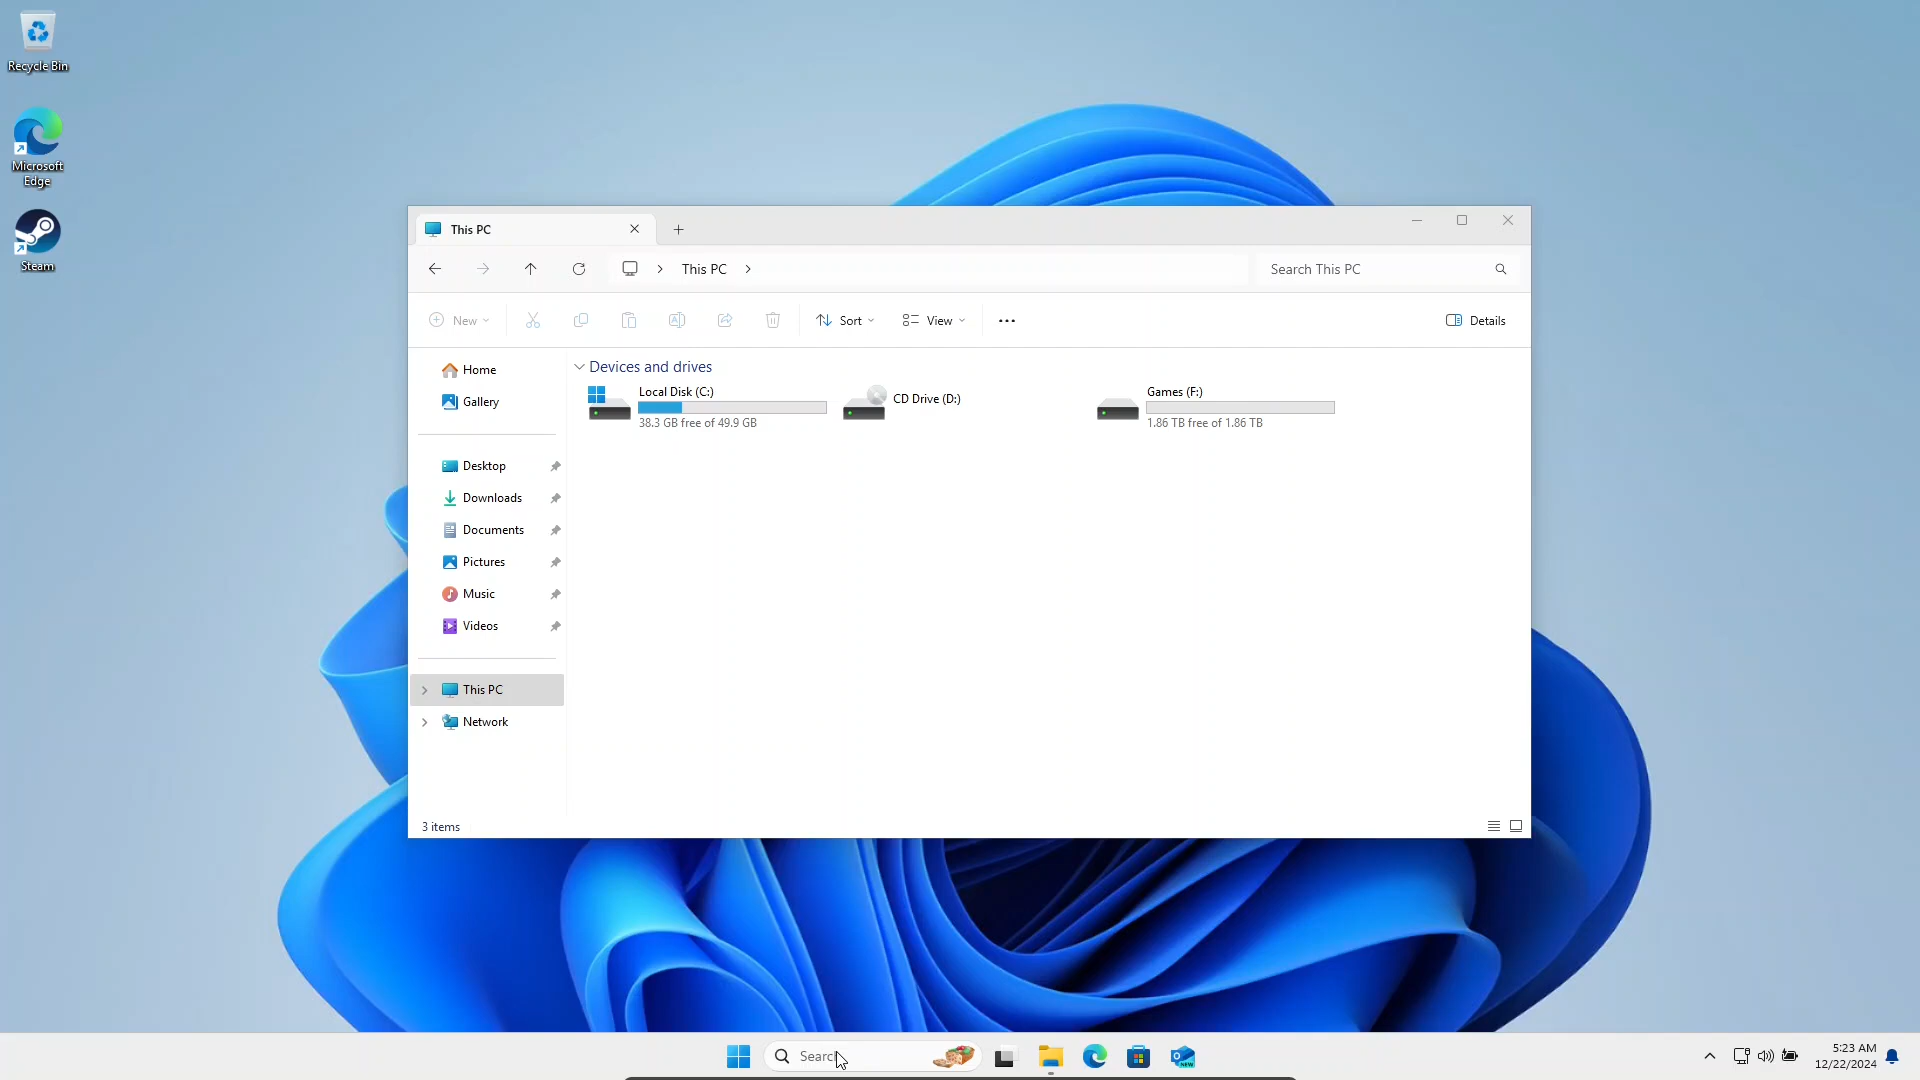 Recycle Bin
Microsoft
Edge
Steam
This PC
This PC
Search This PC
New
Sort
View
Details
Home
Gallery
Desktop
Downloads
Documents
Pictures
Music
Videos
This PC
Network
Devices and drives
Local Disk (C:)
38.3 GB free of 49.9 GB
CD Drive (D:)
Games (F:)
1.86 TB free of 1.86 TB
3 items
Search
NEW
5:23 AM
12/22/2024